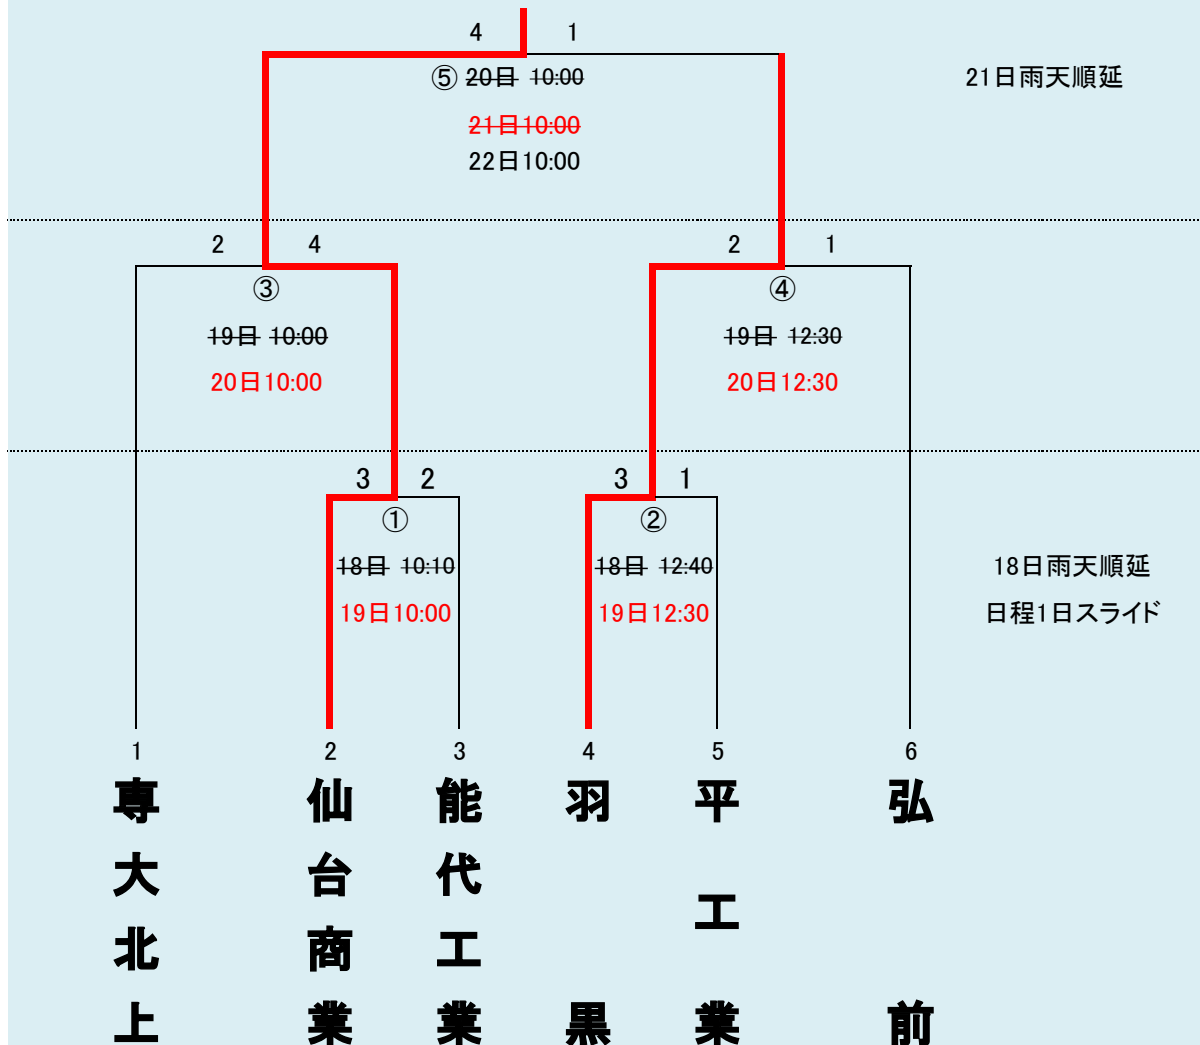 4 1
⑤ 20日 10:00
21日雨天順延
21日10:00
22日10:00
2 4
2 1
③
④
19日 10:00
19日 12:30
20日10:00
20日12:30
3 2
3 1
①
②
18日 10:10
18日 12:40
18日雨天順延
19日10:00
19日12:30
日程1日スライド
1
2
3
4
5
6
専大北上
仙台商業
能代工業
羽黒
平工業
弘前